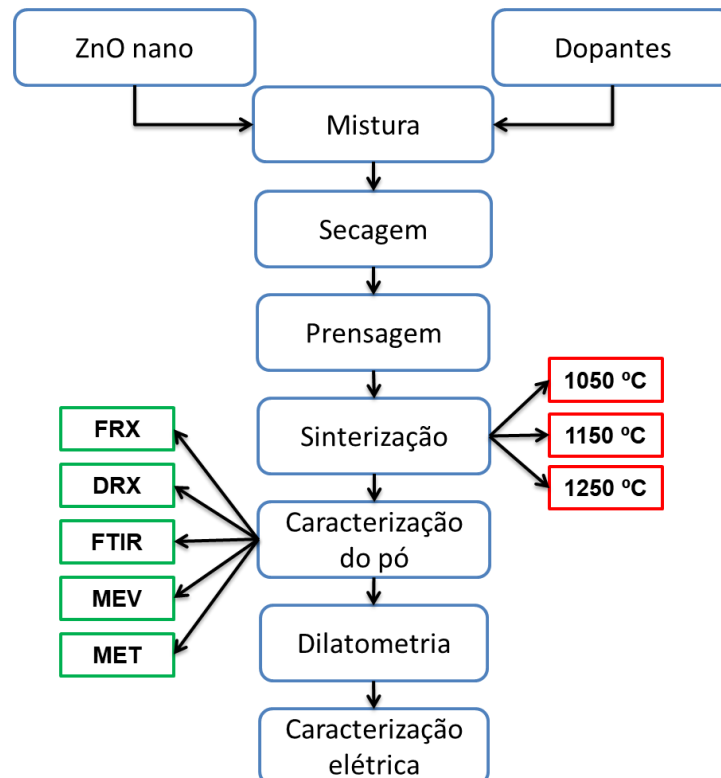 ZnO nano
Dopantes
Mistura
Secagem
Prensagem
Sinterização
1050 ºC
1150 ºC
1250 ºC
Caracterização
do pó
FRX
DRX
FTIR
MEV
MET
Dilatometria
Caracterização
elétrica